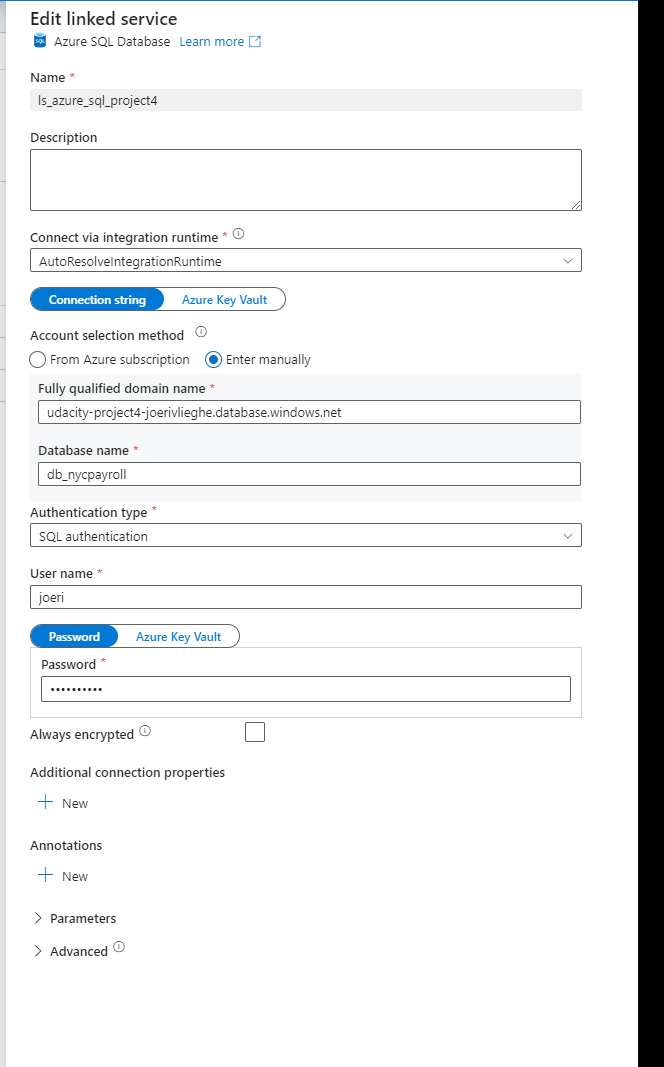 Edit linked service
SQL Azure SQL Database Learn more
Name *
ls_azure_sql_project4
Description
Connect via integration runtime *
AutoResolveIntegrationRuntime
Connection string Azure Key Vault
Account selection method
From Azure subscription Enter manually
Fully qualified domain name *
udacity-project4-joerivlieghe.database.windows.net
Database name *
db_nycpayroll
Authentication type *
SQL authentication
User name *
joeri
Password Azure Key Vault
Password *
••••••••••
Always encrypted
Additional connection properties
+ New
Annotations
+ New
Parameters
Advanced